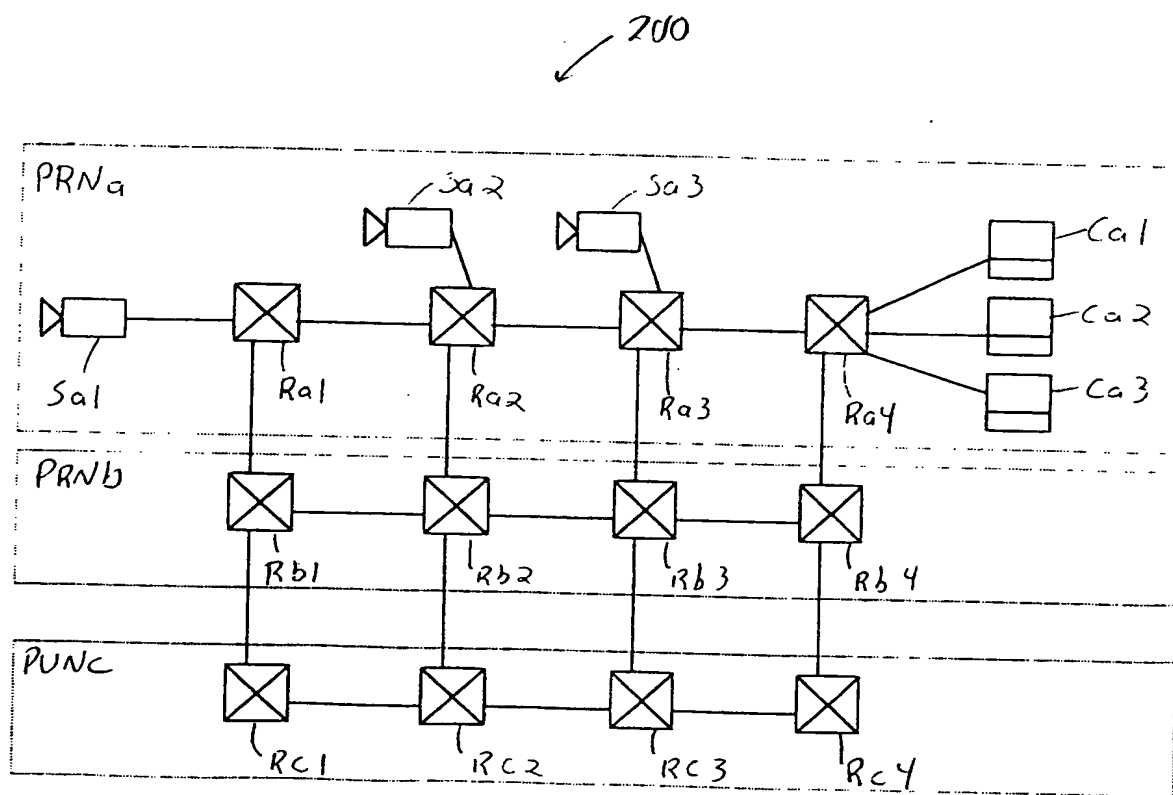 200
PRNa
Sa2
Sa3
Ca1
Ca2
Ca3
Sa1
Ra1
Ra2
Ra3
Ra4
PRNb
Rb1
Rb2
Rb3
Rb4
PUNc
Rc1
Rc2
Rc3
Rc4